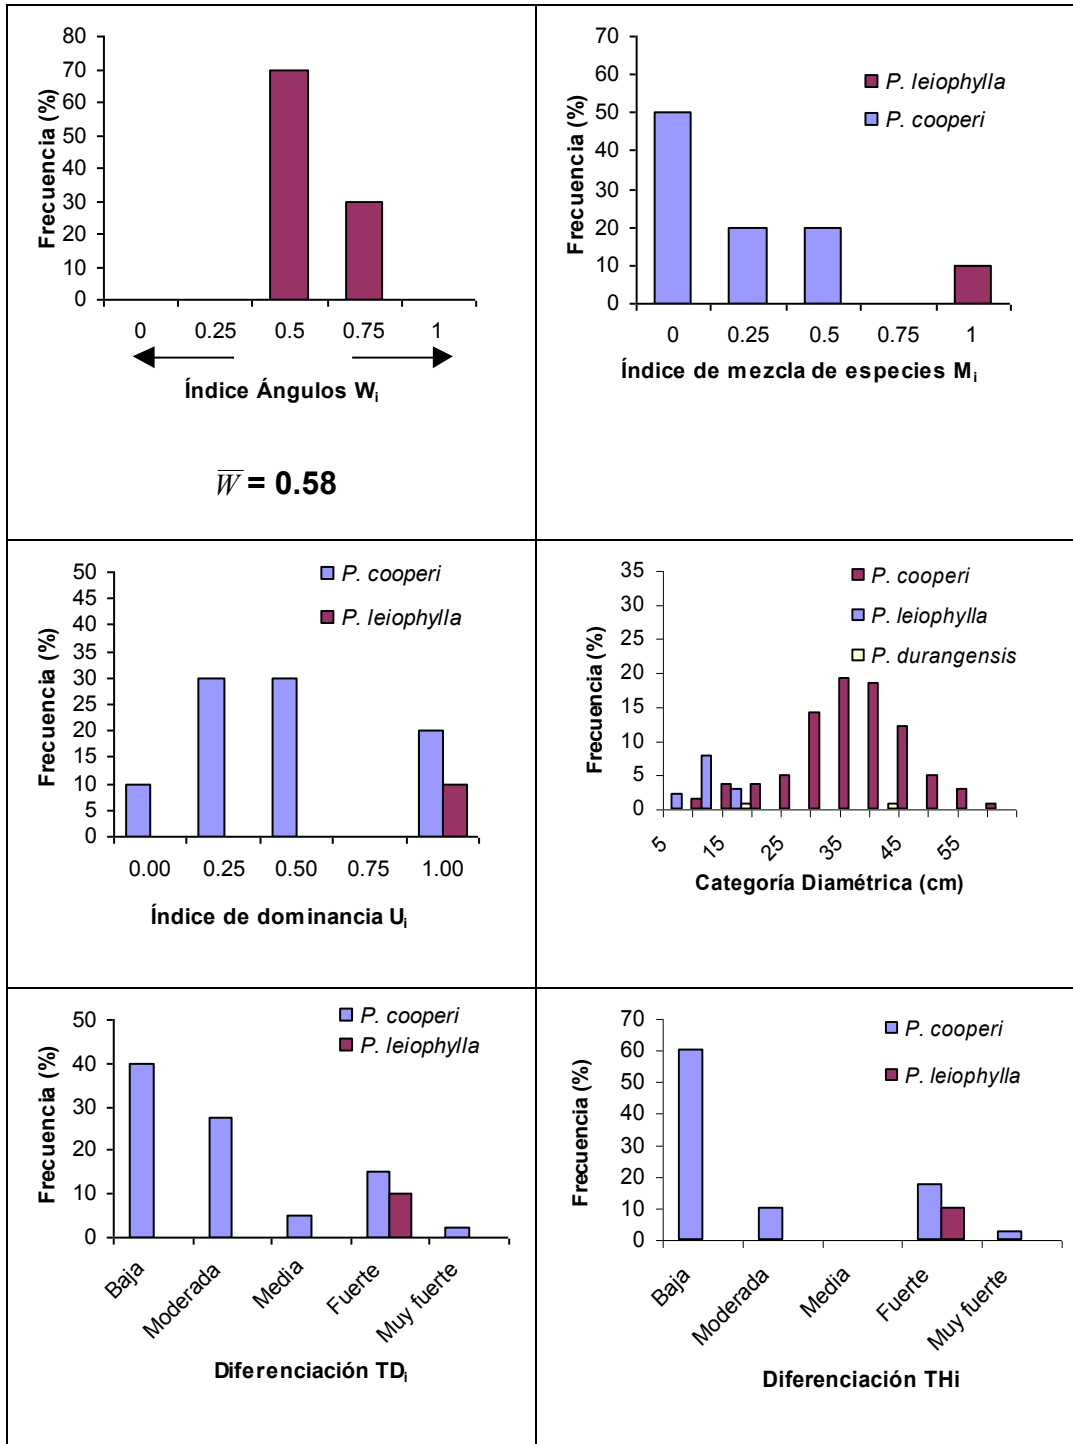 80
70
60
50
40
30
20
10
0
Frecuencia (%)
0 0.25 0.5 0.75 1
Índice Ángulos Wi
W = 0.58
70
60
50
40
30
20
10
0
Frecuencia (%)
P. leiophylla
P. cooperi
0 0.25 0.5 0.75 1
Índice de mezcla de especies Mi
50
45
40
35
30
25
20
15
10
5
0
Frecuencia (%)
P. cooperi
P. leiophylla
0.00 0.25 0.50 0.75 1.00
Índice de dominancia Ui
35
30
25
20
15
10
5
0
Frecuencia (%)
P. cooperi
P. leiophylla
P. durangensis
5 15 25 35 45 55
Categoría Diamétrica (cm)
50
40
30
20
10
0
Frecuencia (%)
P. cooperi
P. leiophylla
Baja Moderada Media Fuerte Muy fuerte
Diferenciación TDi
70
60
50
40
30
20
10
0
Frecuencia (%)
P. cooperi
P. leiophylla
Baja Moderada Media Fuerte Muy fuerte
Diferenciación THi